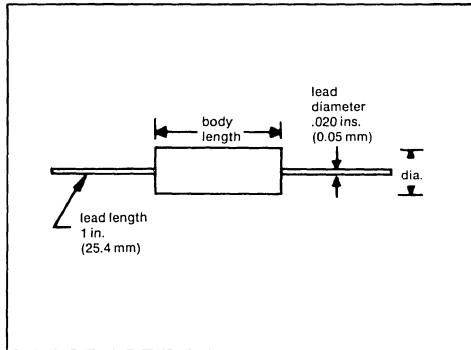 lead
diameter
.020 ins.
(0.05 mm)
body
length
dia.
lead length
1 in.
(25.4 mm)